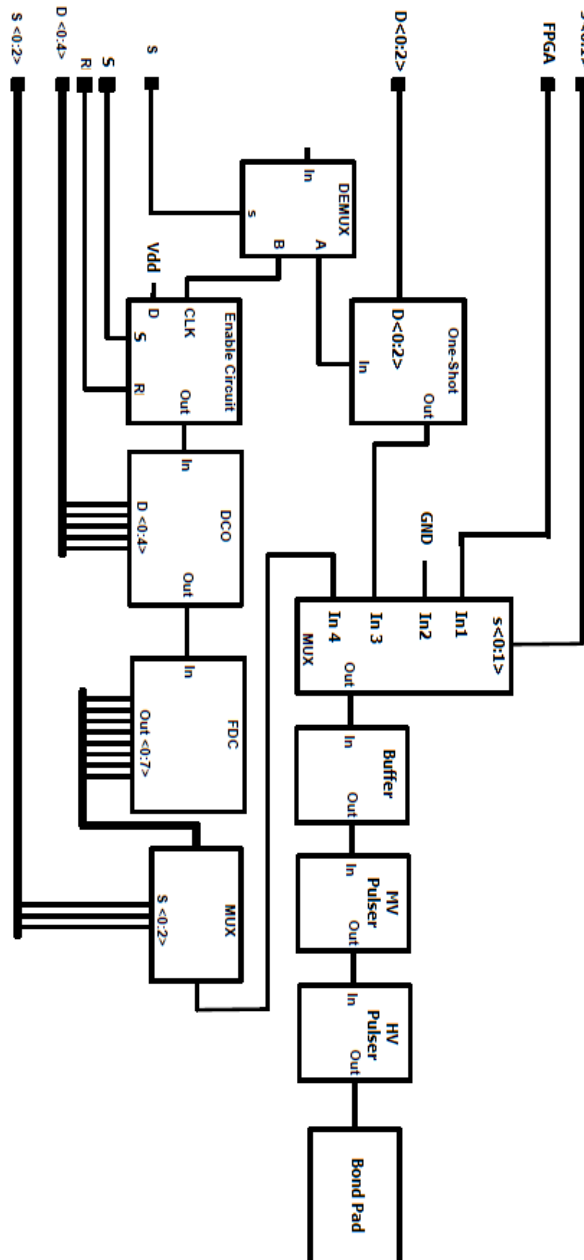 FPGA
D<0:2>
S
S
R|
D <0:4>
S <0:2>
One-Shot
D<0:2>
In
Out
DEMUX
In
A
B
s
Vdd
Enable Circuit
CLK
D
S
R|
Out
In
DCO
D <0:4>
Out
In
FDC
Out <0:7>
MUX
S <0:2>
GND
s<0:1>
In1
In2
In 3
In 4
MUX
Out
In
Buffer
Out
In
MV
Pulser
Out
In
HV
Pulser
Out
Bond Pad